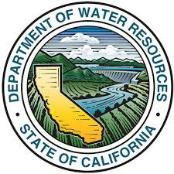 DEPARTMENT OF WATER RESOURCES
STATE OF CALIFORNIA